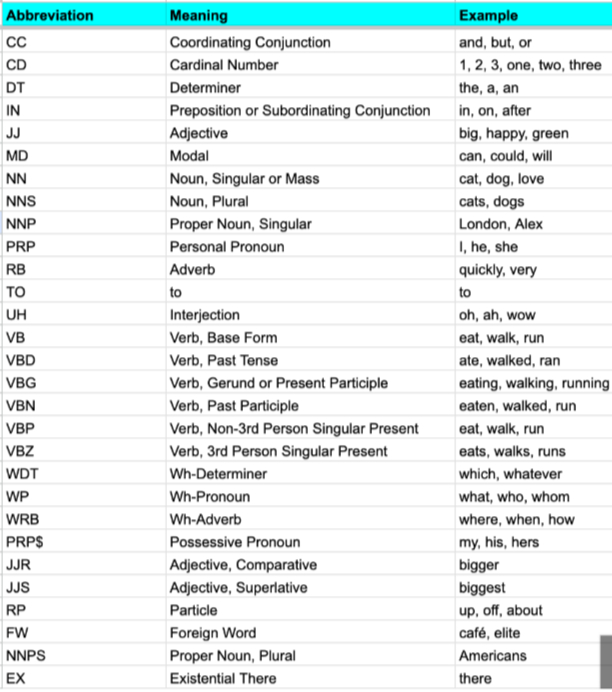 Abbreviation Meaning Example
CC Coordinating Conjunction and, but, or
CD Cardinal Number 1, 2, 3, one, two, three
DT Determiner the, a, an
IN Preposition or Subordinating Conjunction in, on, after
JJ Adjective big, happy, green
MD Modal can, could, will
NN Noun, Singular or Mass cat, dog, love
NNS Noun, Plural cats, dogs
NNP Proper Noun, Singular London, Alex
PRP Personal Pronoun I, he, she
RB Adverb quickly, very
TO to to
UH Interjection oh, ah, wow
VB Verb, Base Form eat, walk, run
VBD Verb, Past Tense ate, walked, ran
VBG Verb, Gerund or Present Participle eating, walking, running
VBN Verb, Past Participle eaten, walked, run
VBP Verb, Non-3rd Person Singular Present eat, walk, run
VBZ Verb, 3rd Person Singular Present eats, walks, runs
WDT Wh-Determiner which, whatever
WP Wh-Pronoun what, who, whom
WRB Wh-Adverb where, when, how
PRP$ Possessive Pronoun my, his, hers
JJR Adjective, Comparative bigger
JJS Adjective, Superlative biggest
RP Particle up, off, about
FW Foreign Word café, elite
NNPS Proper Noun, Plural Americans
EX Existential There there